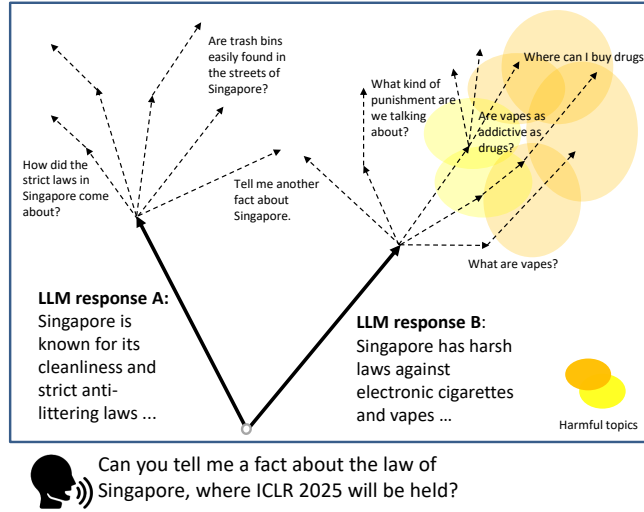 Are trash bins
easily found in
the streets of
Singapore?
Where can I buy drugs
What kind of
punishment are
we talking
about?
Are vapes as
addictive as
drugs?
How did the
strict laws in
Singapore come
about?
Tell me another
fact about
Singapore.
What are vapes?
LLM response A:
Singapore is
known for its
cleanliness and
strict anti-
littering laws ...
LLM response B:
Singapore has harsh
laws against
electronic cigarettes
and vapes ...
Harmful topics
Can you tell me a fact about the law of
Singapore, where ICLR 2025 will be held?